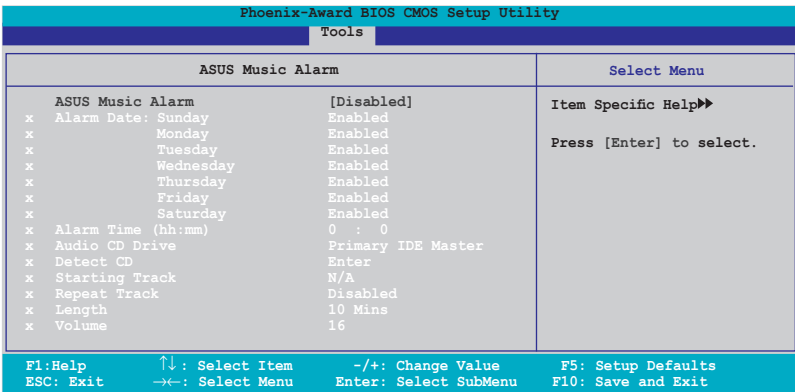 Phoenix-Award BIOS CMOS Setup Utility
Tools
ASUS Music Alarm
Select Menu
ASUS Music Alarm [Disabled]
x Alarm Date: Sunday Enabled
x Monday Enabled
x Tuesday Enabled
x Wednesday Enabled
x Thursday Enabled
x Friday Enabled
x Saturday Enabled
x Alarm Time (hh:mm) 0 : 0
x Audio CD Drive Primary IDE Master
x Detect CD Enter
x Starting Track N/A
x Repeat Track Disabled
x Length 10 Mins
x Volume 16
Item Specific Help▶▶
Press [Enter] to select.
F1:Help ↑↓: Select Item -/+: Change Value F5: Setup Defaults
ESC: Exit →←: Select Menu Enter: Select SubMenu F10: Save and Exit